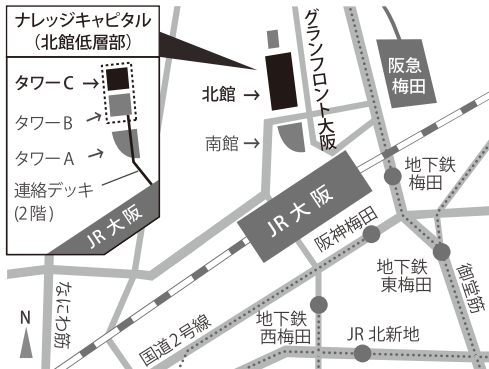 ナレッジキャピタル
（北館低層部）
タワーC→
タワーB→
タワーA→
連絡デッキ
(2階)
JR大阪
グランフロント大阪
北館→
南館→
阪急
梅田
地下鉄
梅田
JR大阪
阪神梅田
地下鉄
東梅田
御堂筋
なにわ筋
N
国道2号線
地下鉄
西梅田
JR北新地